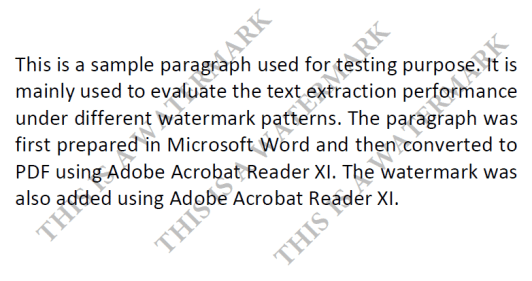 This is a sample paragraph used for testing purpose. It is
mainly used to evaluate the text extraction performance
under different watermark patterns. The paragraph was
first prepared in Microsoft Word and then converted to
PDF using Adobe Acrobat Reader XI. The watermark was
also added using Adobe Acrobat Reader XI.
THIS IS A WATERMARK
THIS IS A WATERMARK
THIS IS A WATERMARK